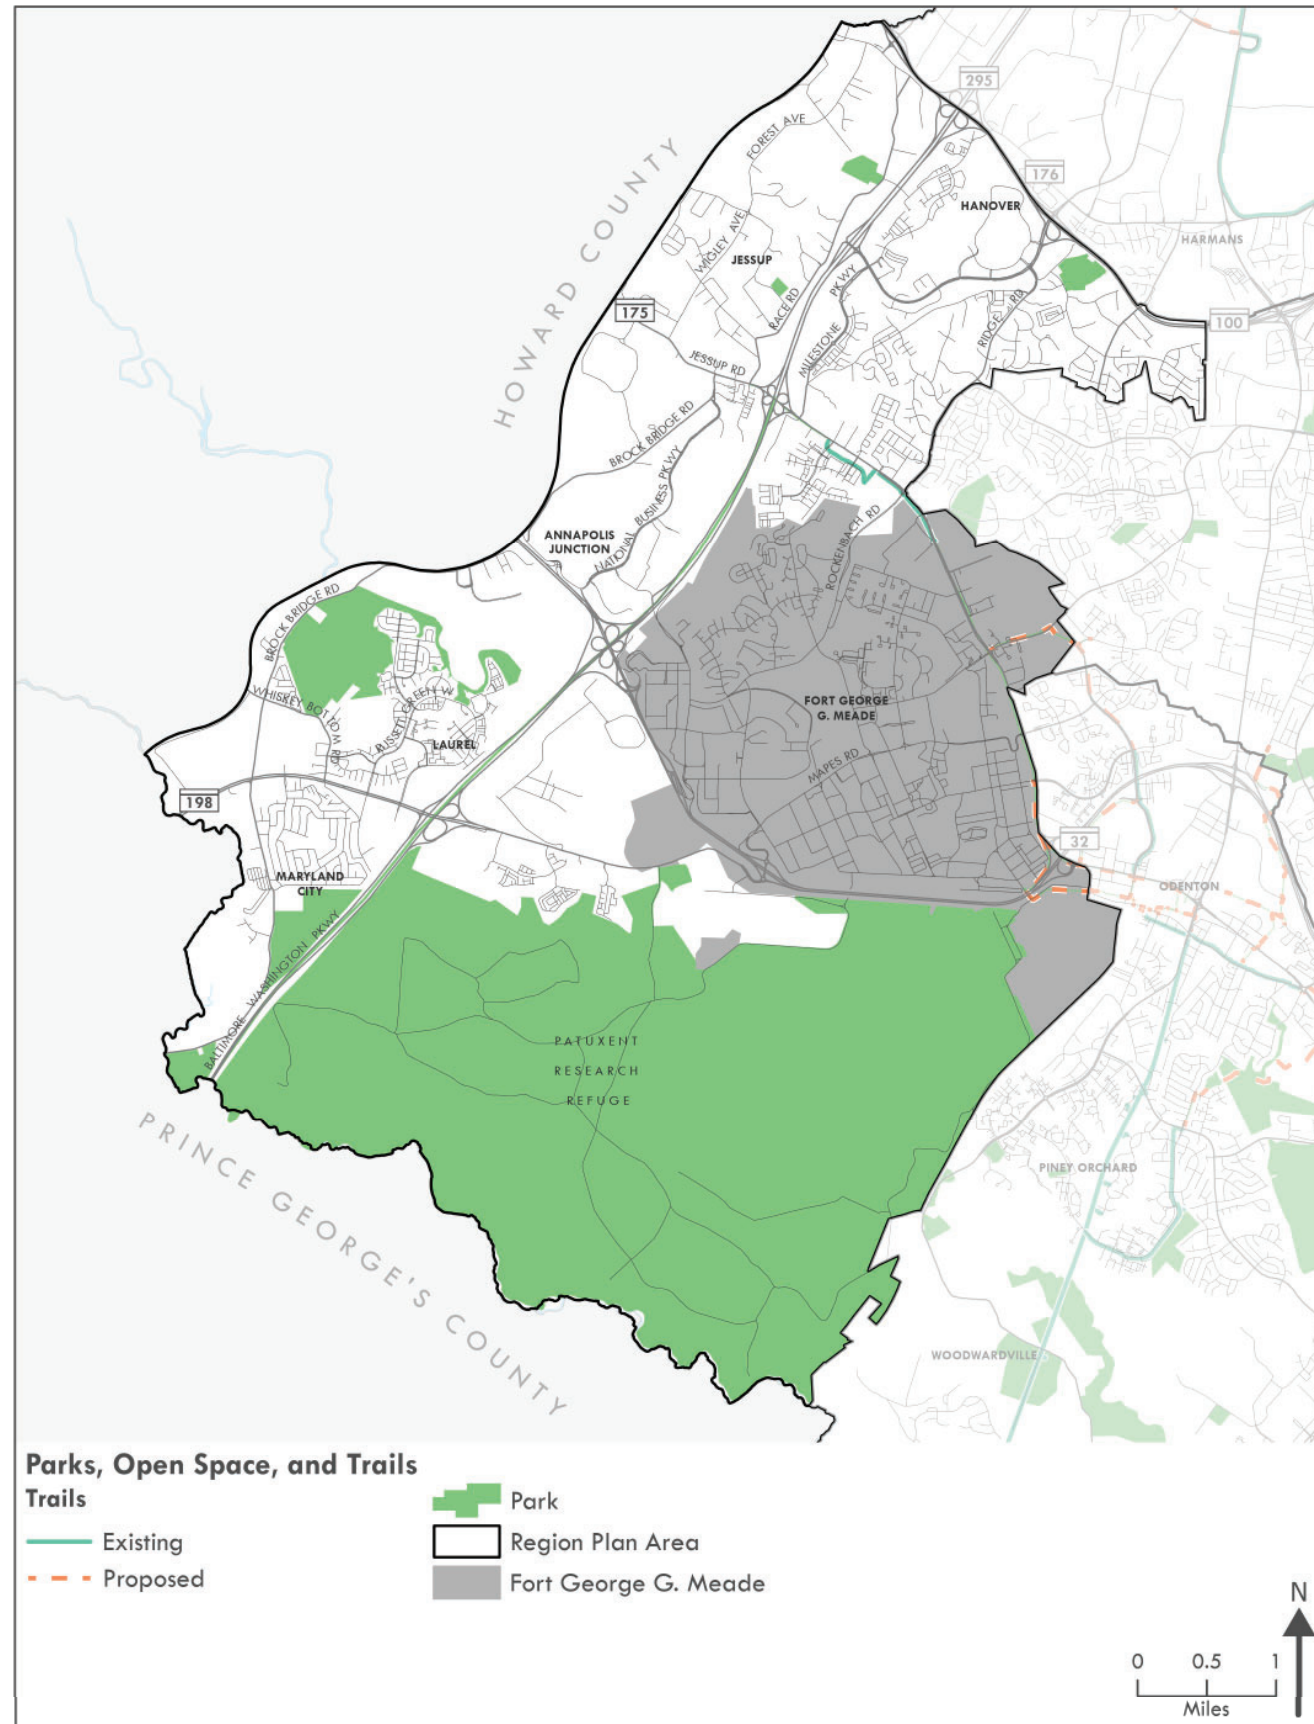 295
FOREST AVE
HOWARD COUNTY
176
HANOVER
HARMANS
WIGLEY AVE
JESSUP
PKWY
RACE RD
175
RIDGE RD
100
MILESTONE
JESSUP RD
BROCK BRIDGE RD
NATIONAL BUSINESS PKWY
ROCKENBACH RD
ANNAPOLIS
JUNCTION
BROCK BRIDGE RD
WHISKEY BOTTOM RD
RUSSETT GREEN W
FORT GEORGE
G. MEADE
LAUREL
MAPES RD
198
32
MARYLAND
CITY
ODENTON
BALTIMORE WASHINGTON PKWY
PATUXENT
RESEARCH
REFUGE
PRINCE GEORGE'S COUNTY
PINEY ORCHARD
WOODWARDVILLE
Parks, Open Space, and Trails
Trails
Existing
Proposed
Park
Region Plan Area
Fort George G. Meade
N
0 0.5 1
Miles